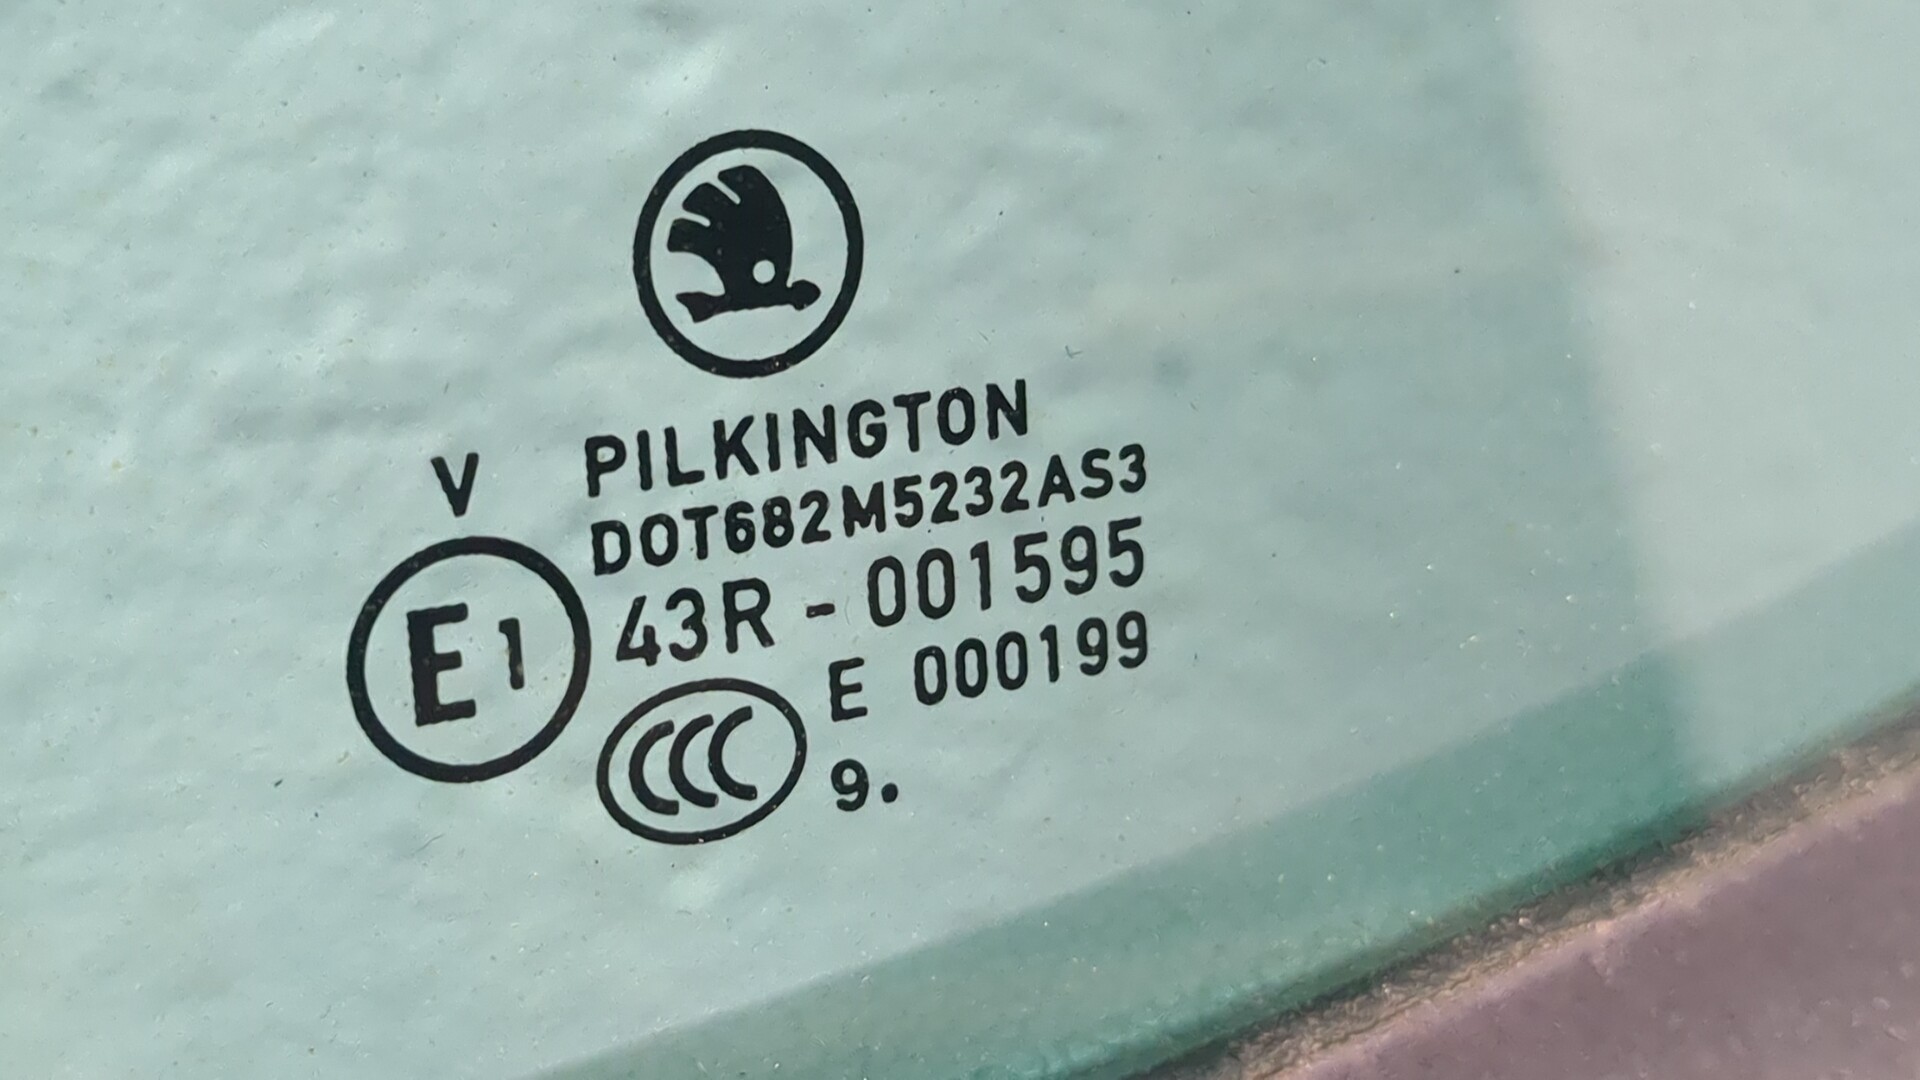 PILKINGTON
V
DOT682M5232AS3
E1
43R - 001595
E 000199
CCC
9.